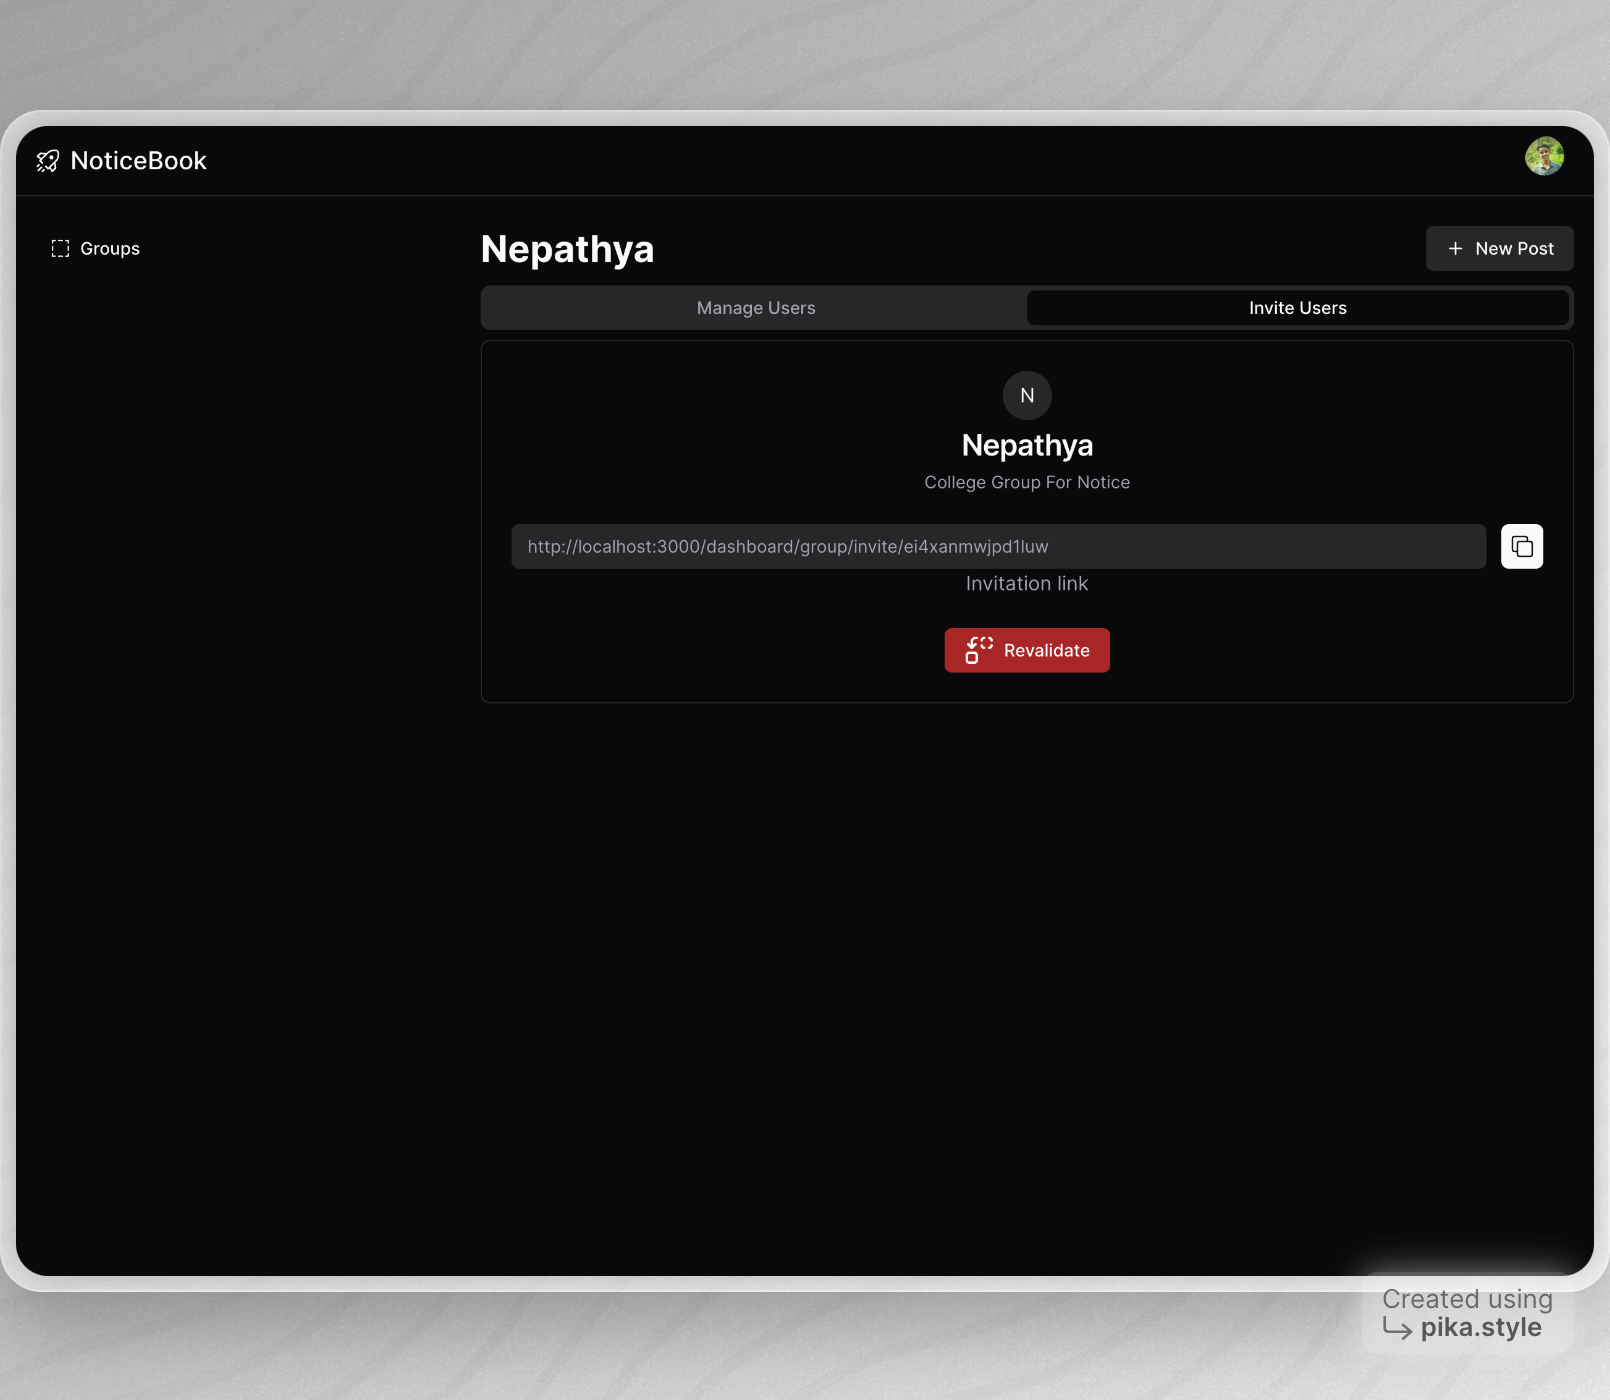 NoticeBook
Groups
Nepathya
New Post
Manage Users
Invite Users
N
Nepathya
College Group For Notice
http://localhost:3000/dashboard/group/invite/ei4xanmwjpd1luw
Invitation link
Revalidate
Created using
pika.style